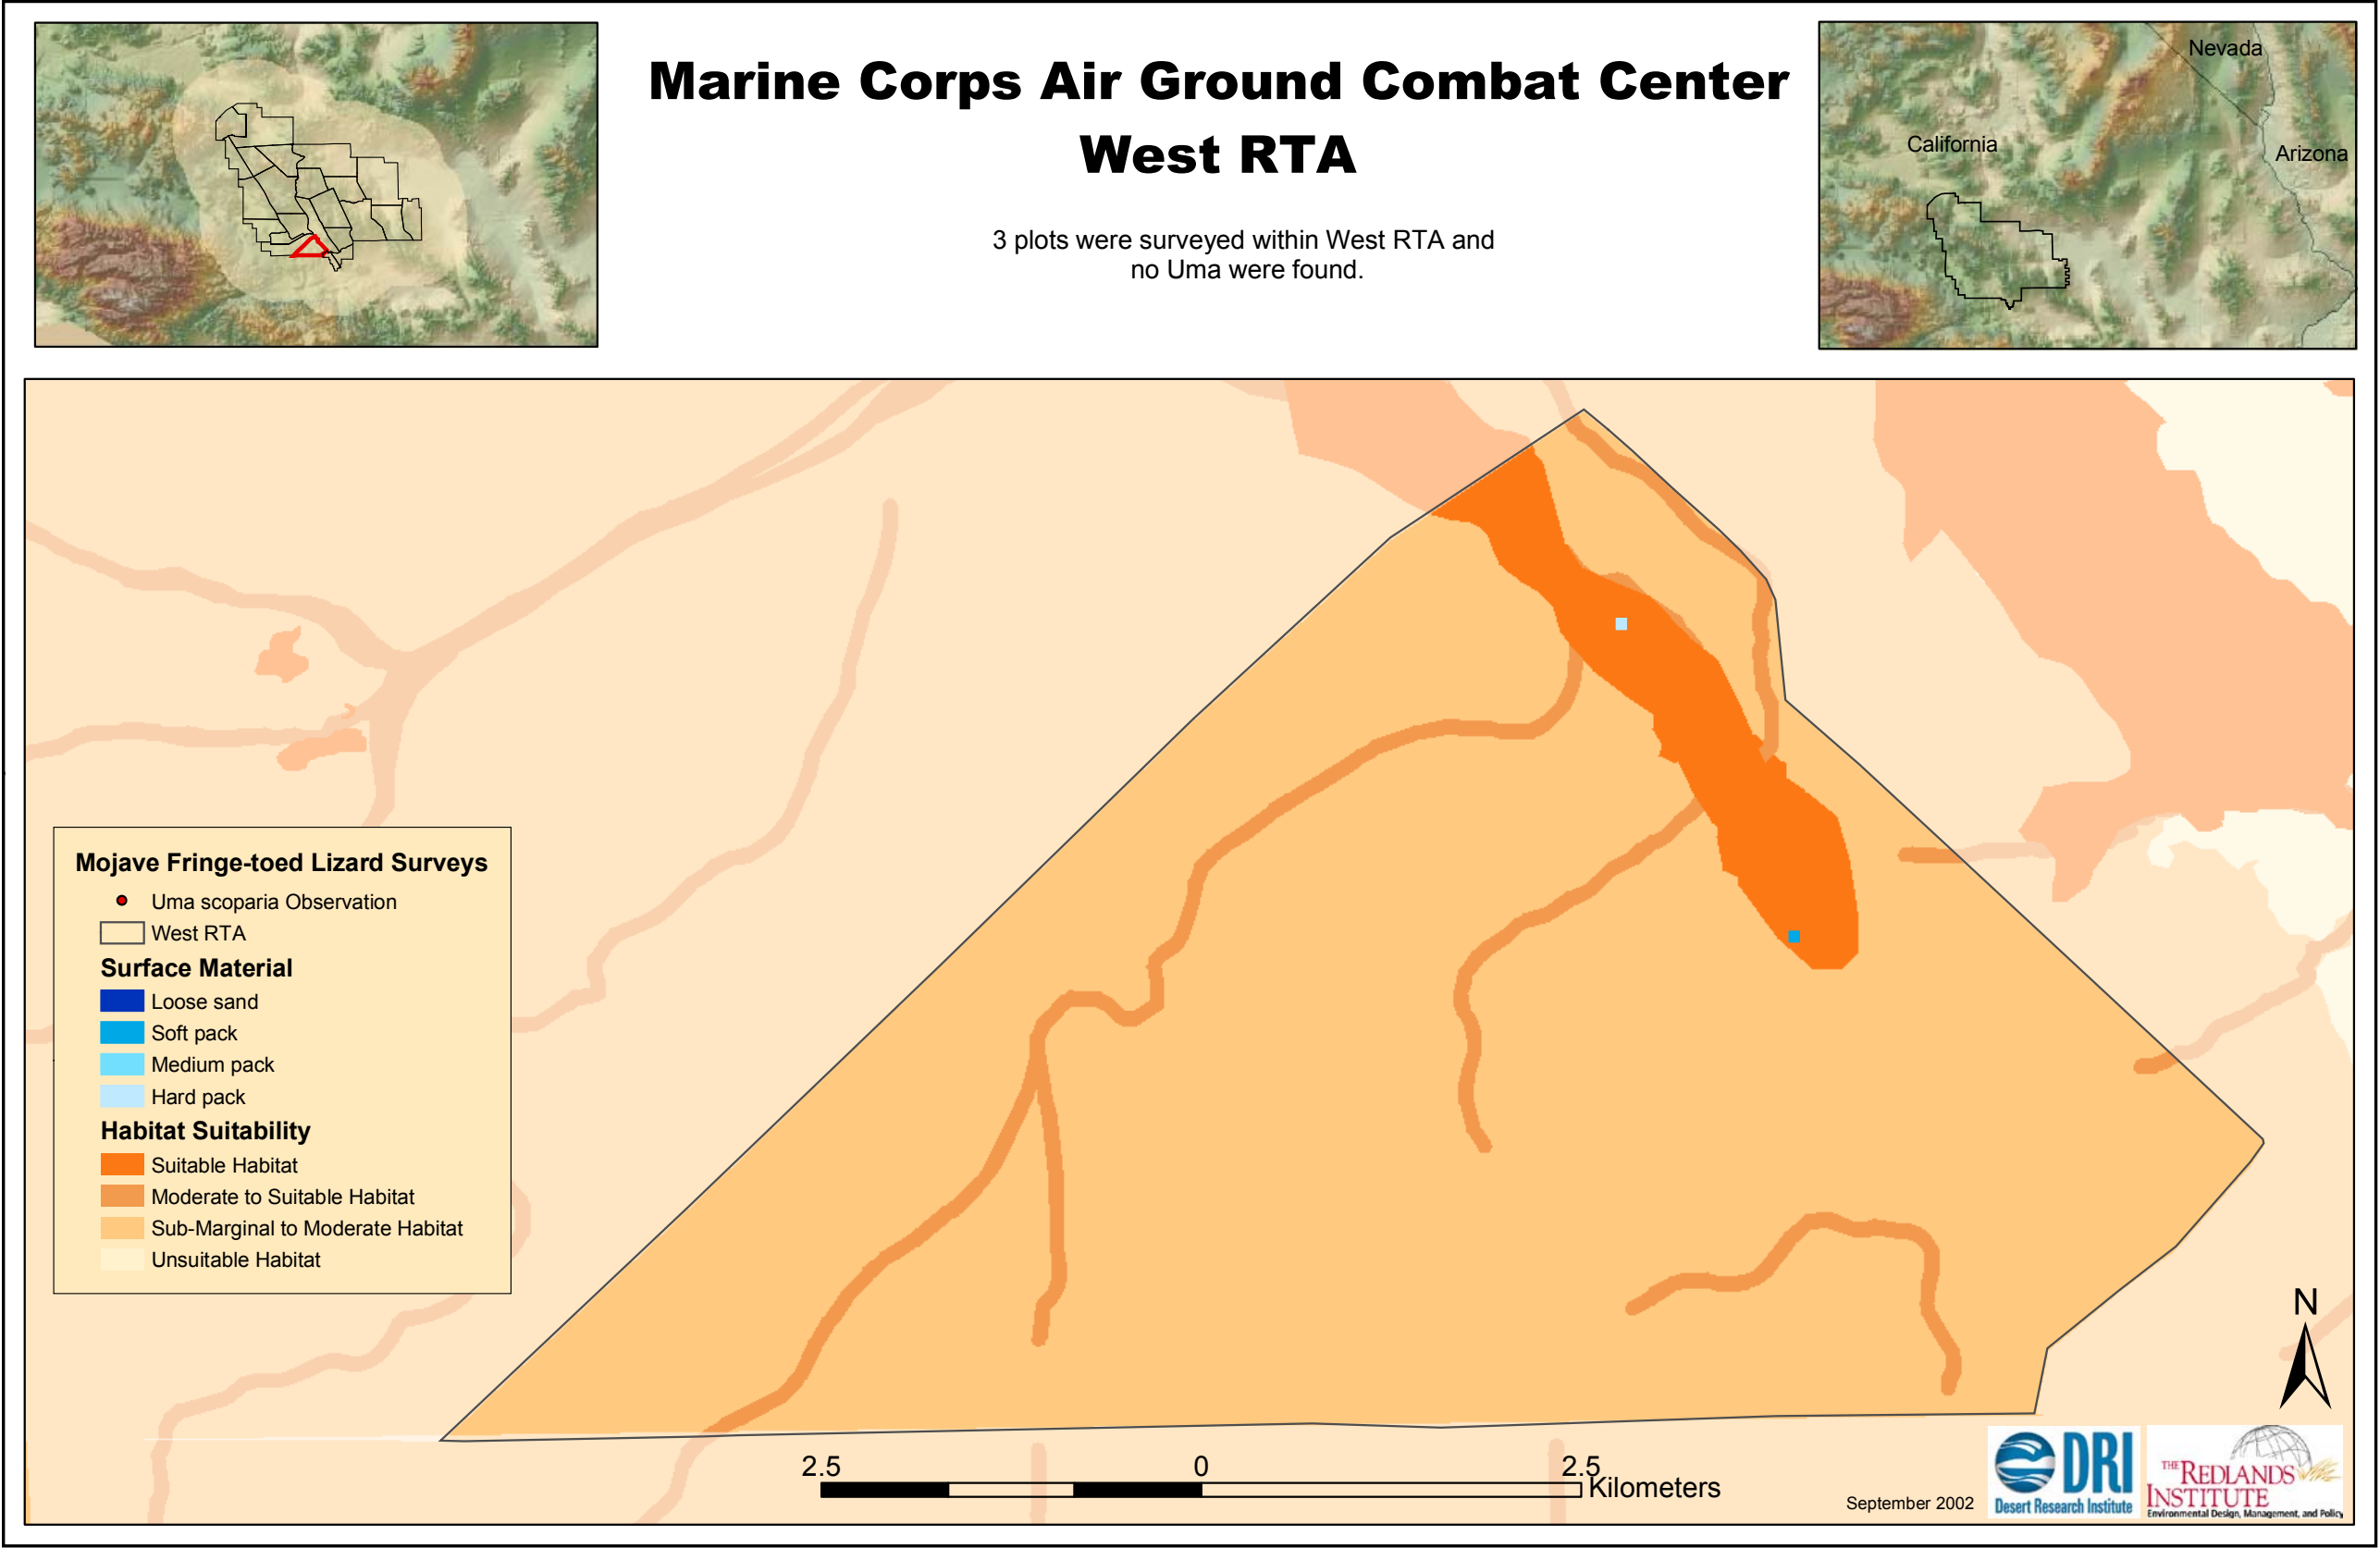 Marine Corps Air Ground Combat Center
West RTA
3 plots were surveyed within West RTA and
no Uma were found.
Nevada
California
Arizona
Mojave Fringe-toed Lizard Surveys
Uma scoparia Observation
West RTA
Surface Material
Loose sand
Soft pack
Medium pack
Hard pack
Habitat Suitability
Suitable Habitat
Moderate to Suitable Habitat
Sub-Marginal to Moderate Habitat
Unsuitable Habitat
N
2.5 0 2.5
Kilometers
September 2002
DRI
Desert Research Institute
THE REDLANDS
INSTITUTE
Environmental Design, Management, and Policy